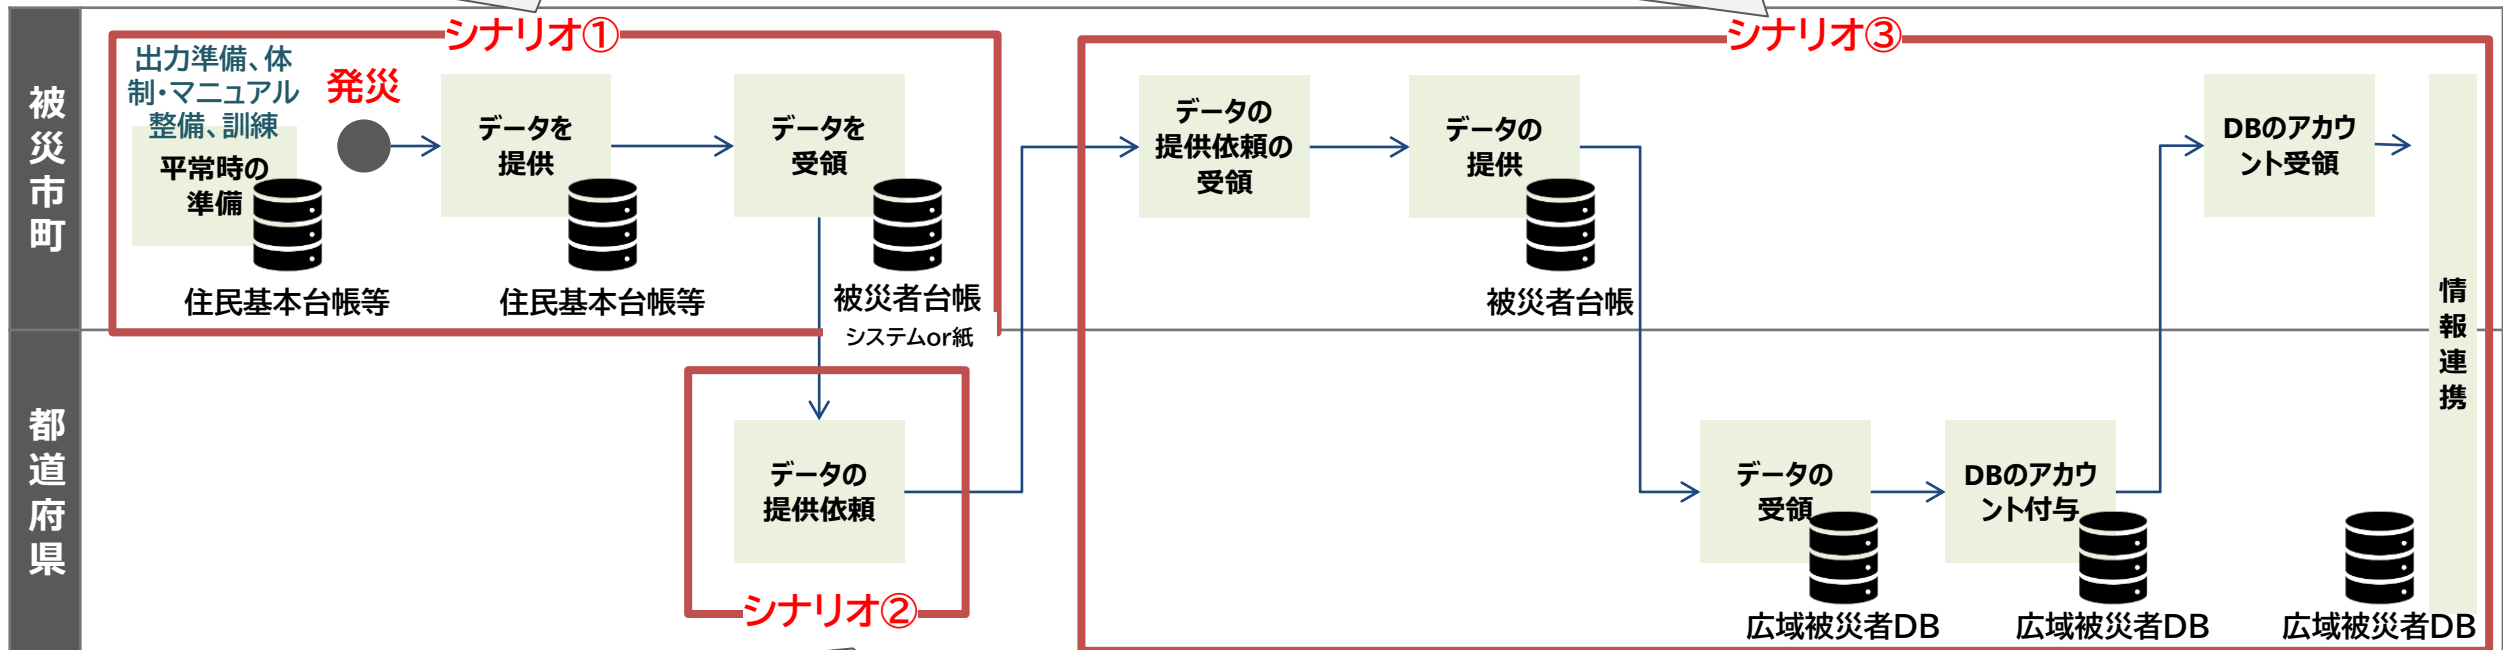 被災市町
シナリオ①
出力準備、体
制・マニュアル
整備、訓練
平常時の
準備
住民基本台帳等
発災
データを
提供
住民基本台帳等
データを
受領
被災者台帳
システムor紙
シナリオ③
データの
提供依頼の
受領
データの
提供
被災者台帳
DBのアカウ
ント受領
情報連携
都道府県
データの
提供依頼
シナリオ②
データの
受領
広域被災者DB
DBのアカウ
ント付与
広域被災者DB
広域被災者DB